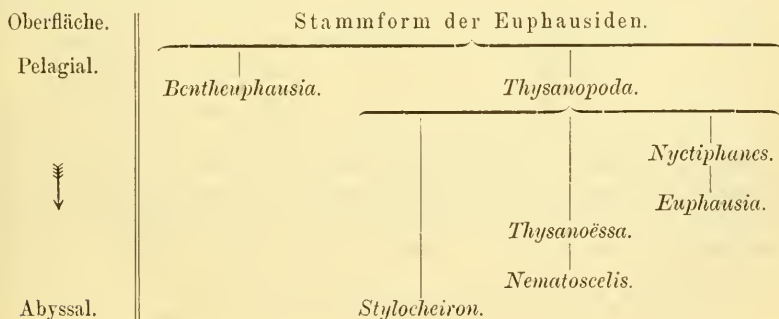 Oberfläche. Stammform der Euphausiden.
Pelagial.
Bentheuphausia. Thysanopoda.
Nyctiphanes.
Euphausia.
Thysanoëssa.
Nematoscelis.
Abyssal. Stylocheiron.